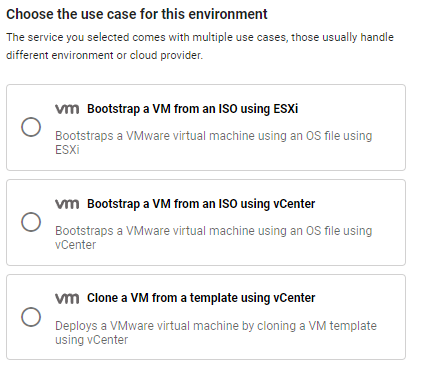 Choose the use case for this environment
The service you selected comes with multiple use cases, those usually handle
different environment or cloud provider.
vm Bootstrap a VM from an ISO using ESXi
Bootstraps a VMware virtual machine using an OS file using
ESXi
vm Bootstrap a VM from an ISO using vCenter
Bootstraps a VMware virtual machine using an OS file using
vCenter
vm Clone a VM from a template using vCenter
Deploys a VMware virtual machine by cloning a VM template
using vCenter